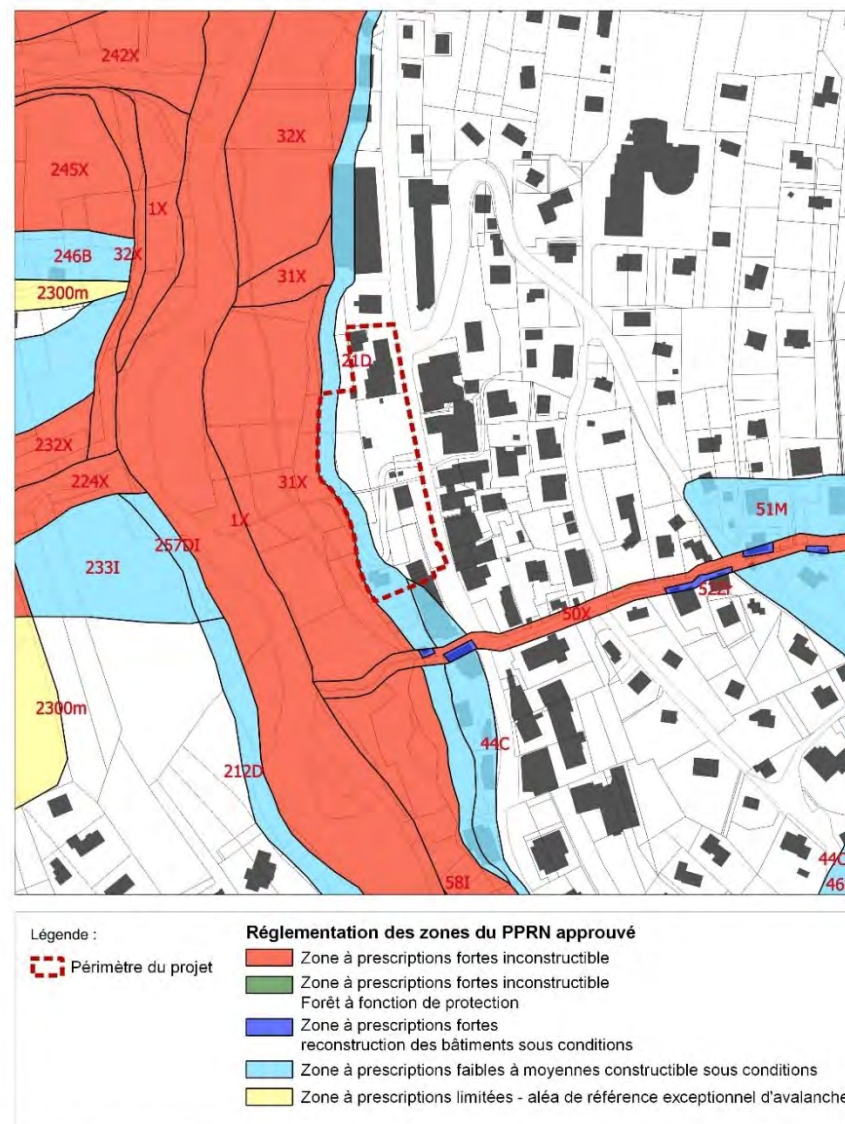 242X
32X
245X
1X
246B
32X
31X
2300m
21D
232X
224X
31X
1X
51M
257DI
233I
50X
2300m
44C
212D
44C
58I
46
Légende :
Périmètre du projet
Réglementation des zones du PPRN approuvé
Zone à prescriptions fortes inconstructible
Zone à prescriptions fortes inconstructible
Forêt à fonction de protection
Zone à prescriptions fortes
reconstruction des bâtiments sous conditions
Zone à prescriptions faibles à moyennes constructible sous conditions
Zone à prescriptions limitées - aléa de référence exceptionnel d'avalanche